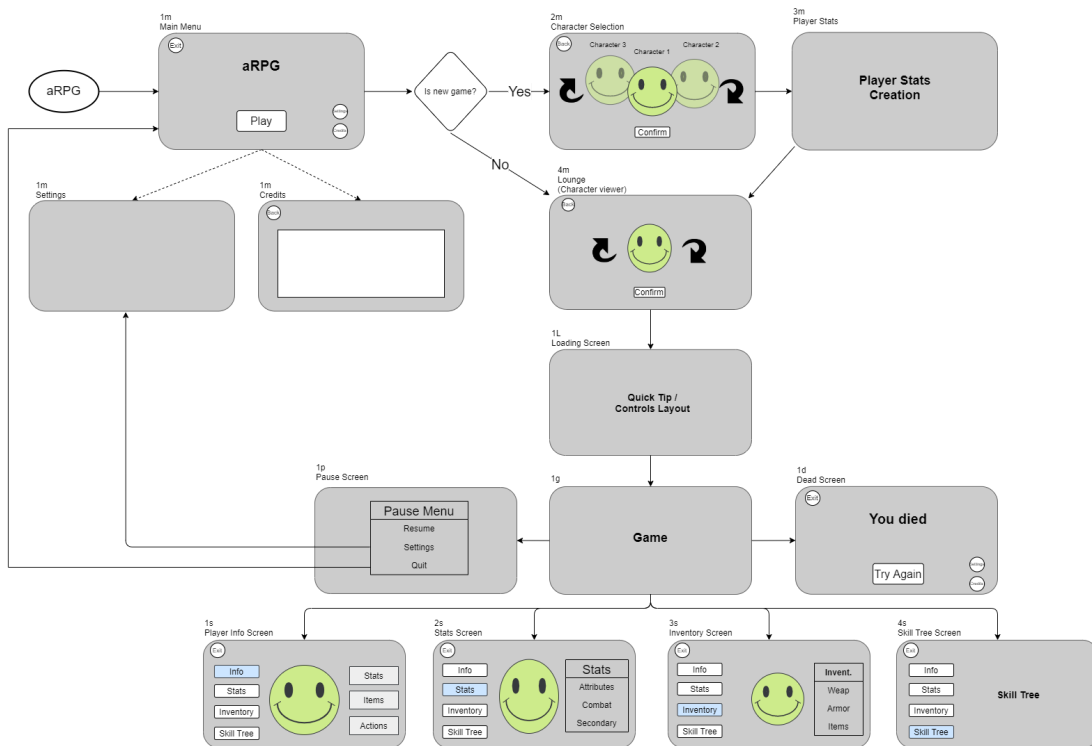 1m
Main Menu
Exit
aRPG
Play
Settings
Credits
aRPG
Is new game?
Yes
No
2m
Character Selection
Back
Character 3
Character 1
Character 2
Confirm
3m
Player Stats
Player Stats
Creation
1m
Settings
1m
Credits
Back
4m
Lounge
(Character viewer)
Back
Confirm
1L
Loading Screen
Quick Tip /
Controls Layout
1p
Pause Screen
Pause Menu
Resume
Settings
Quit
1g
Game
1d
Dead Screen
Exit
You died
Try Again
Settings
Credits
1s
Player Info Screen
Exit
Info
Stats
Inventory
Skill Tree
Stats
Items
Actions
2s
Stats Screen
Exit
Info
Stats
Inventory
Skill Tree
Stats
Attributes
Combat
Secondary
3s
Inventory Screen
Exit
Info
Stats
Inventory
Skill Tree
Invent.
Weap
Armor
Items
4s
Skill Tree Screen
Exit
Info
Stats
Inventory
Skill Tree
Skill Tree